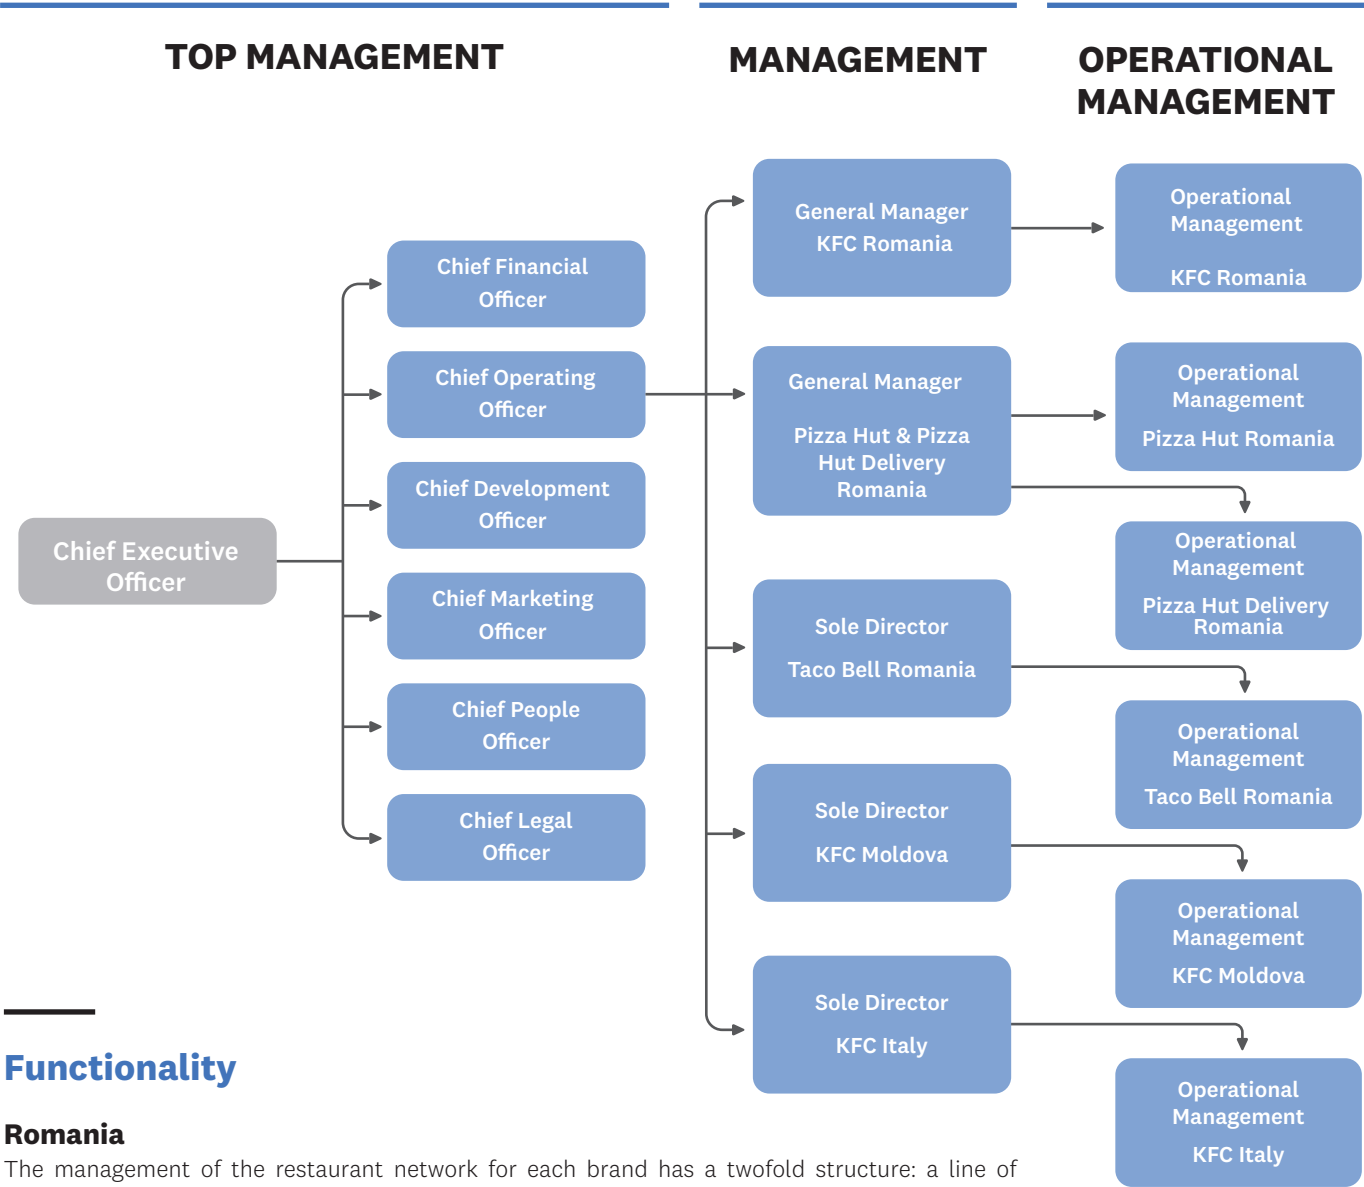 TOP MANAGEMENT
MANAGEMENT
OPERATIONAL
MANAGEMENT
Chief Executive
Officer
Chief Financial
Officer
Chief Operating
Officer
Chief Development
Officer
Chief Marketing
Officer
Chief People
Officer
Chief Legal
Officer
General Manager
KFC Romania
General Manager
Pizza Hut & Pizza
Hut Delivery
Romania
Sole Director
Taco Bell Romania
Sole Director
KFC Moldova
Sole Director
KFC Italy
Operational
Management
KFC Romania
Operational
Management
Pizza Hut Romania
Operational
Management
Pizza Hut Delivery
Romania
Operational
Management
Taco Bell Romania
Operational
Management
KFC Moldova
Operational
Management
KFC Italy
Functionality
Romania
The management of the restaurant network for each brand has a twofold structure: a line of